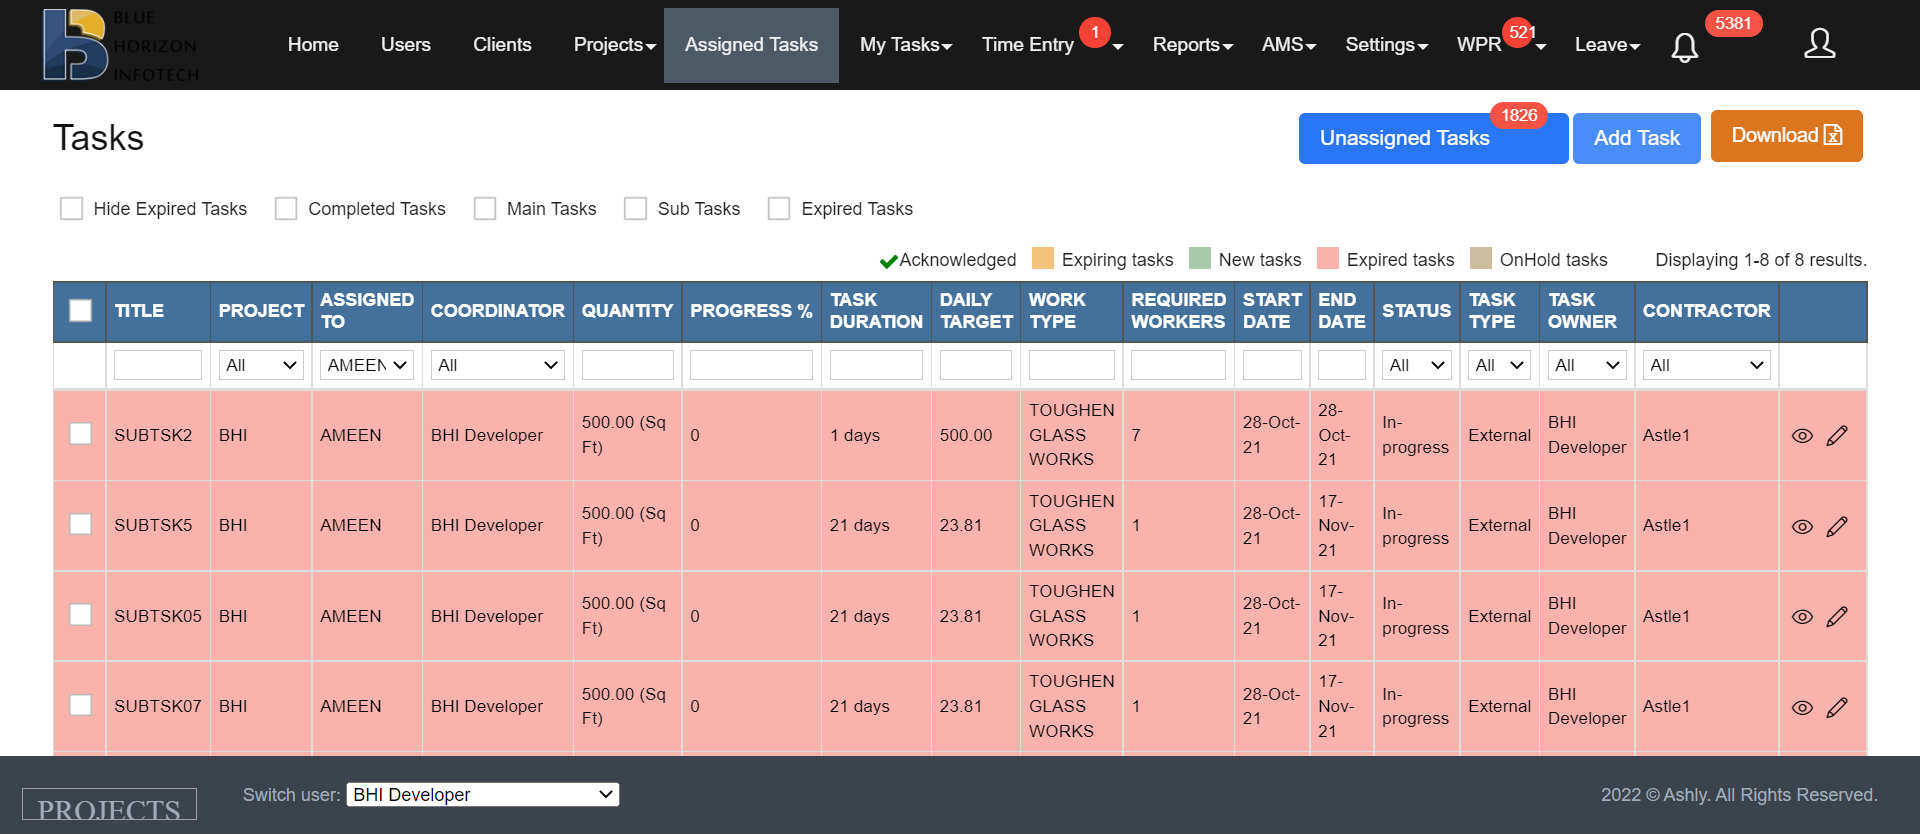 BLUE
HORIZON
INFOTECH
Home Users Clients Projects Assigned Tasks My Tasks Time Entry 1 Reports AMS Settings WPR 521 Leave 5381
Tasks
Unassigned Tasks 1826 Add Task Download
Hide Expired Tasks Completed Tasks Main Tasks Sub Tasks Expired Tasks
Acknowledged Expiring tasks New tasks Expired tasks OnHold tasks Displaying 1-8 of 8 results.
TITLE PROJECT ASSIGNED TO COORDINATOR QUANTITY PROGRESS % TASK DURATION DAILY TARGET WORK TYPE REQUIRED WORKERS START DATE END DATE STATUS TASK TYPE TASK OWNER CONTRACTOR
All AMEEN All All All All All
SUBTSK2 BHI AMEEN BHI Developer 500.00 (Sq Ft) 0 1 days 500.00 TOUGHEN GLASS WORKS 7 28-Oct-21 28-Oct-21 In-progress External BHI Developer Astle1
SUBTSK5 BHI AMEEN BHI Developer 500.00 (Sq Ft) 0 21 days 23.81 TOUGHEN GLASS WORKS 1 28-Oct-21 17-Nov-21 In-progress External BHI Developer Astle1
SUBTSK05 BHI AMEEN BHI Developer 500.00 (Sq Ft) 0 21 days 23.81 TOUGHEN GLASS WORKS 1 28-Oct-21 17-Nov-21 In-progress External BHI Developer Astle1
SUBTSK07 BHI AMEEN BHI Developer 500.00 (Sq Ft) 0 21 days 23.81 TOUGHEN GLASS WORKS 1 28-Oct-21 17-Nov-21 In-progress External BHI Developer Astle1
PROJECTS Switch user: BHI Developer 2022 © Ashly. All Rights Reserved.